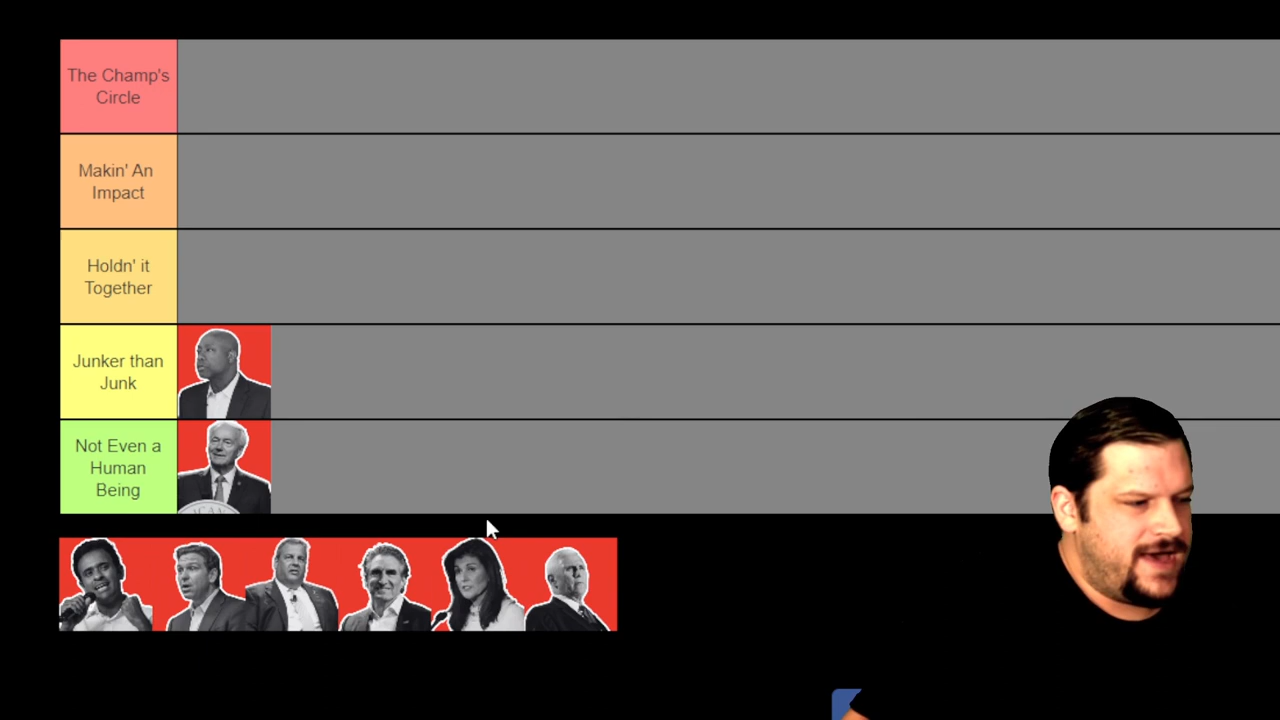 The Champ's
Circle
Makin' An
Impact
Holdn' it
Together
Junker than
Junk
Not Even a
Human
Being